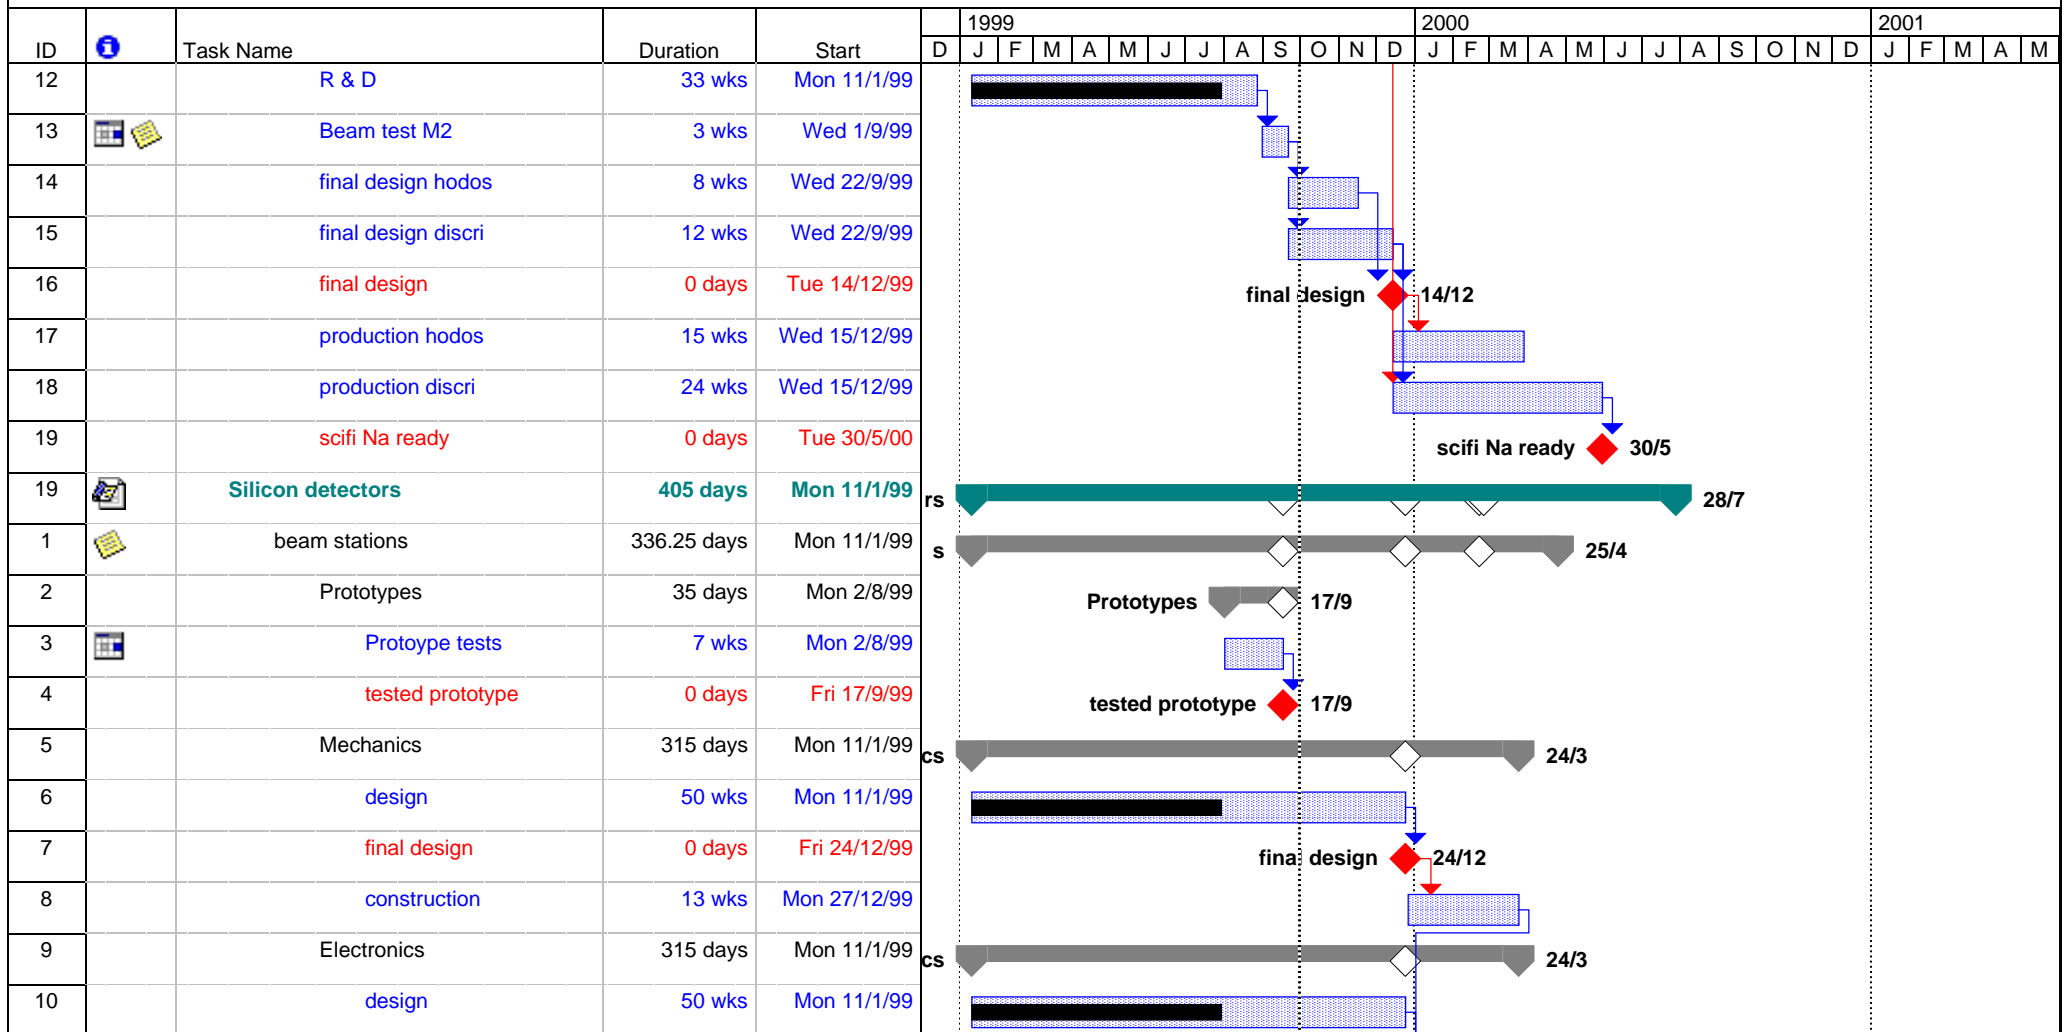 1999 2000 2001
ID Task Name Duration Start D J F M A M J J A S O N D J F M A M J J A S O N D J F M A M
12 R & D 33 wks Mon 11/1/99
13 Beam test M2 3 wks Wed 1/9/99
14 final design hodos 8 wks Wed 22/9/99
15 final design discri 12 wks Wed 22/9/99
16 final design 0 days Tue 14/12/99 final design 14/12
17 production hodos 15 wks Wed 15/12/99
18 production discri 24 wks Wed 15/12/99
19 scifi Na ready 0 days Tue 30/5/00 scifi Na ready 30/5
19 Silicon detectors 405 days Mon 11/1/99 rs 28/7
1 beam stations 336.25 days Mon 11/1/99 s 25/4
2 Prototypes 35 days Mon 2/8/99 Prototypes 17/9
3 Protoype tests 7 wks Mon 2/8/99
4 tested prototype 0 days Fri 17/9/99 tested prototype 17/9
5 Mechanics 315 days Mon 11/1/99 cs 24/3
6 design 50 wks Mon 11/1/99
7 final design 0 days Fri 24/12/99 final design 24/12
8 construction 13 wks Mon 27/12/99
9 Electronics 315 days Mon 11/1/99 cs 24/3
10 design 50 wks Mon 11/1/99